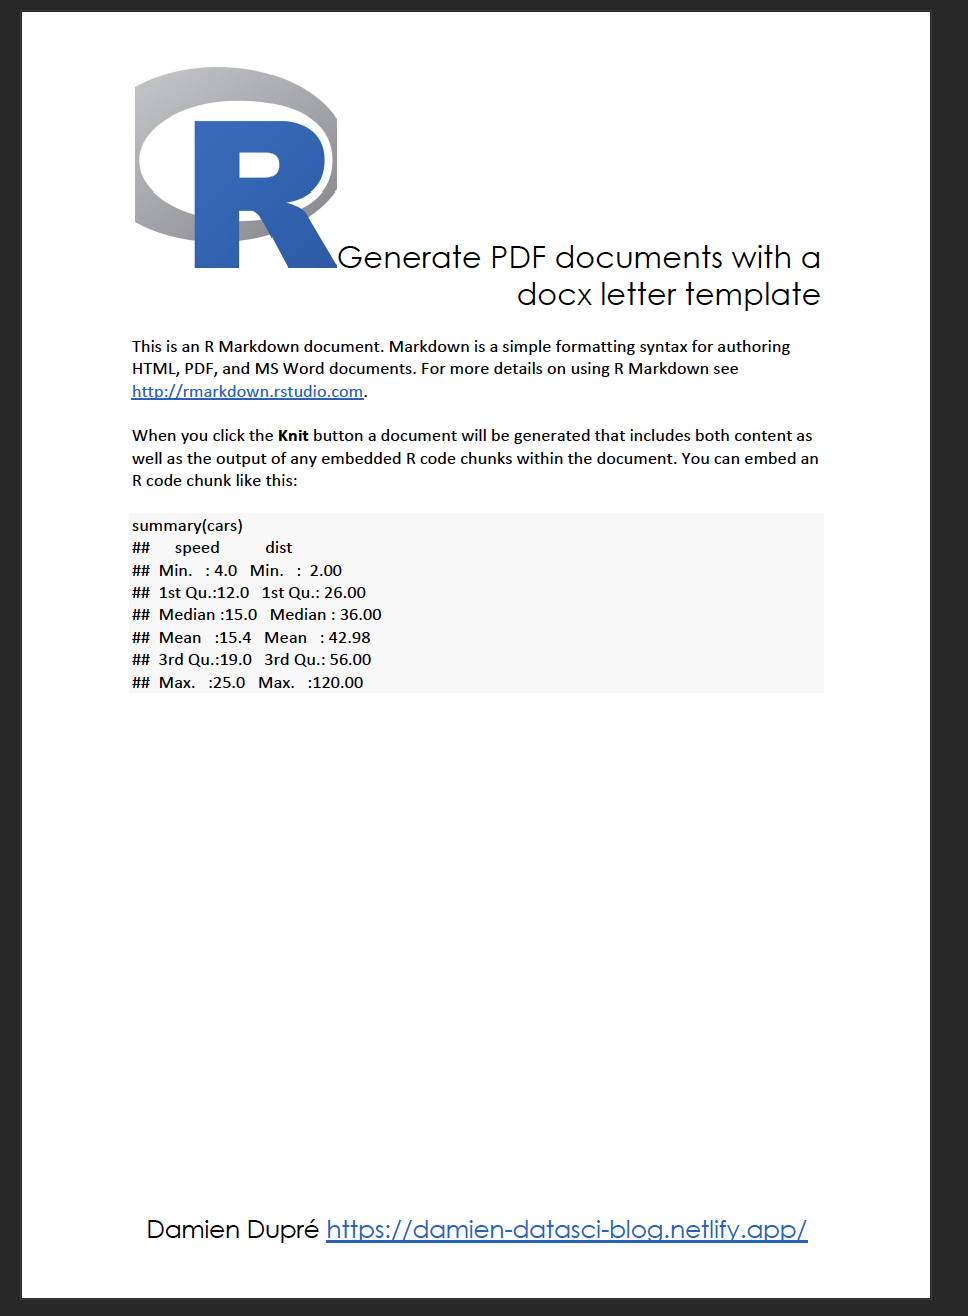 R
Generate PDF documents with a
docx letter template
This is an R Markdown document. Markdown is a simple formatting syntax for authoring
HTML, PDF, and MS Word documents. For more details on using R Markdown see
http://rmarkdown.rstudio.com.
When you click the Knit button a document will be generated that includes both content as
well as the output of any embedded R code chunks within the document. You can embed an
R code chunk like this:
summary(cars)
##      speed           dist
##  Min.   : 4.0   Min.   :  2.00
##  1st Qu.:12.0   1st Qu.: 26.00
##  Median :15.0   Median : 36.00
##  Mean   :15.4   Mean   : 42.98
##  3rd Qu.:19.0   3rd Qu.: 56.00
##  Max.   :25.0   Max.   :120.00
Damien Dupré https://damien-datasci-blog.netlify.app/